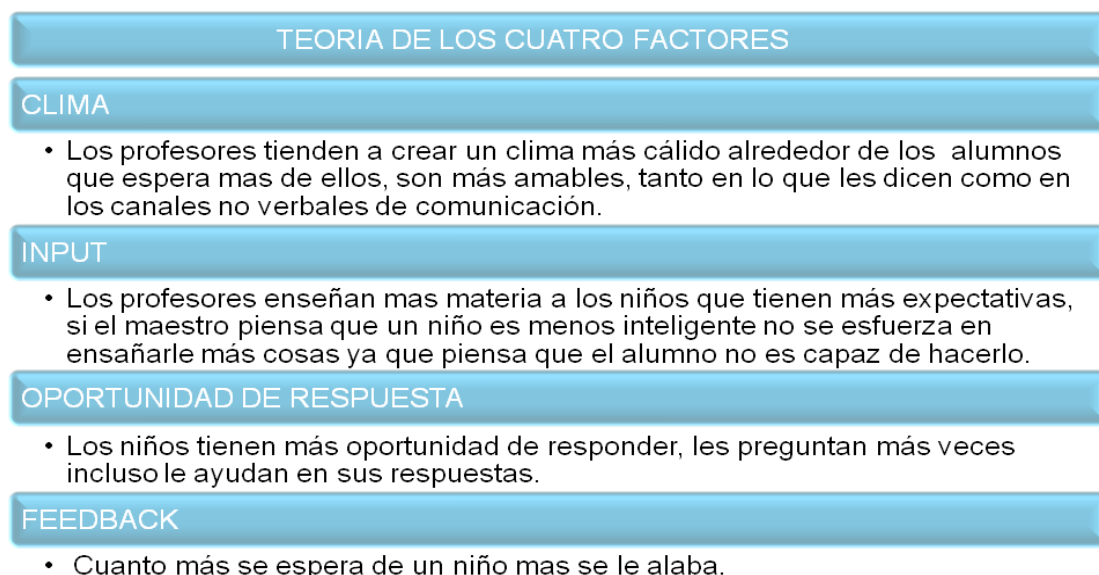 TEORIA DE LOS CUATRO FACTORES
CLIMA
• Los profesores tienden a crear un clima más cálido alrededor de los alumnos
que espera mas de ellos, son más amables, tanto en lo que les dicen como en
los canales no verbales de comunicación.
INPUT
• Los profesores enseñan mas materia a los niños que tienen más expectativas,
si el maestro piensa que un niño es menos inteligente no se esfuerza en
ensañarle más cosas ya que piensa que el alumno no es capaz de hacerlo.
OPORTUNIDAD DE RESPUESTA
• Los niños tienen más oportunidad de responder, les preguntan más veces
incluso le ayudan en sus respuestas.
FEEDBACK
• Cuanto más se espera de un niño mas se le alaba.